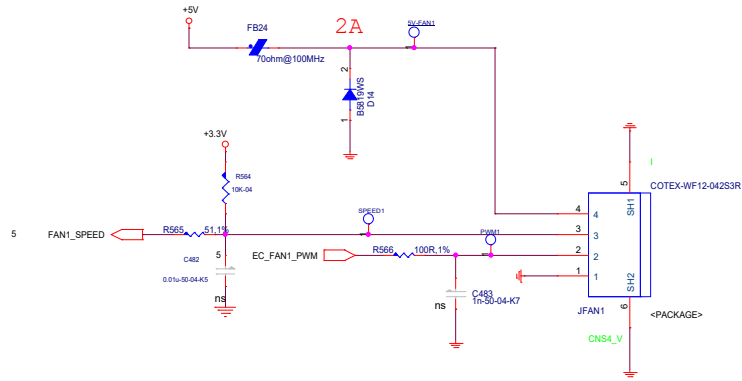 +5V
FB24
2A
5V-FAN1
70ohm@100MHz
2
B5819WS
D14
1
1
+3.3V
R564
10K-04
I
5
COTEX-WF12-042S3R
SH1
4
4
SPEED1
5
FAN1_SPEED
R565
51,1%
1
3
3
PWM1
C482
5
EC_FAN1_PWM
R566
100R,1%
1
2
2
0.01u-50-04-K5
1
1
ns
C483
1n-50-04-K7
ns
SH2
6
JFAN1
<PACKAGE>
CNS4_V